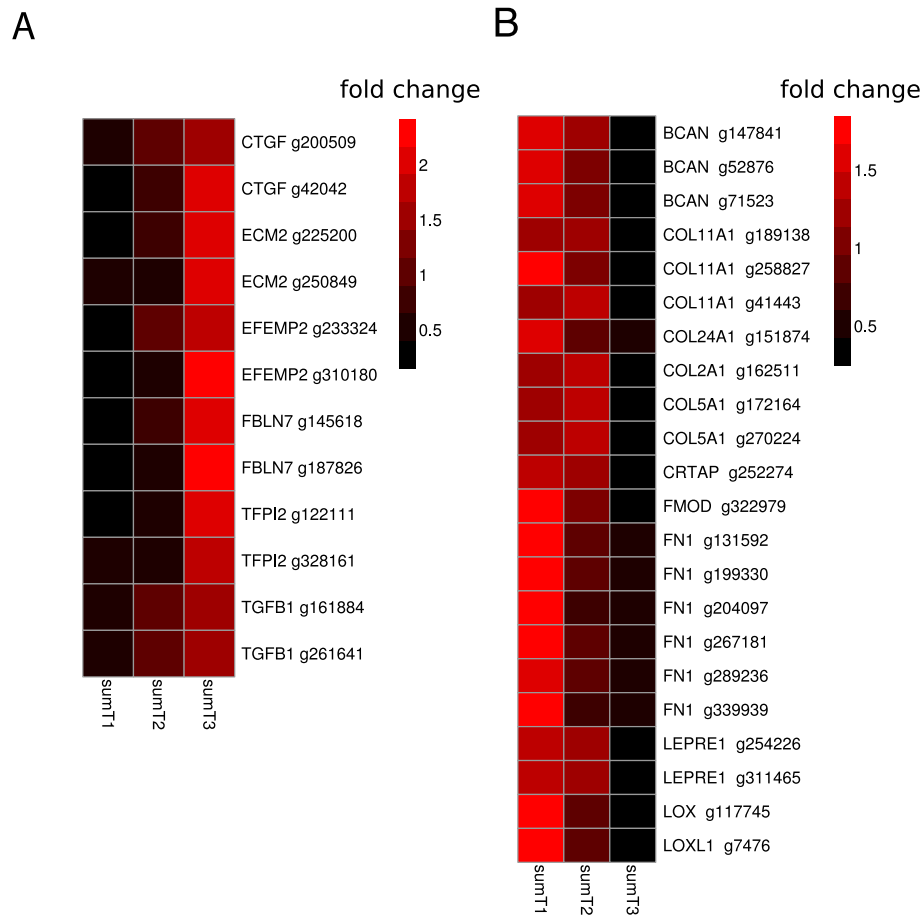 A
fold change
CTGF g200509
CTGF g42042
ECM2 g225200
ECM2 g250849
EFEMP2 g233324
EFEMP2 g310180
FBLN7 g145618
FBLN7 g187826
TFPI2 g122111
TFPI2 g328161
TGFB1 g161884
TGFB1 g261641
2
1.5
1
0.5
sumT1
sumT2
sumT3
B
fold change
BCAN g147841
BCAN g52876
BCAN g71523
COL11A1 g189138
COL11A1 g258827
COL11A1 g41443
COL24A1 g151874
COL2A1 g162511
COL5A1 g172164
COL5A1 g270224
CRTAP g252274
FMOD g322979
FN1 g131592
FN1 g199330
FN1 g204097
FN1 g267181
FN1 g289236
FN1 g339939
LEPRE1 g254226
LEPRE1 g311465
LOX g117745
LOXL1 g7476
1.5
1
0.5
sumT1
sumT2
sumT3